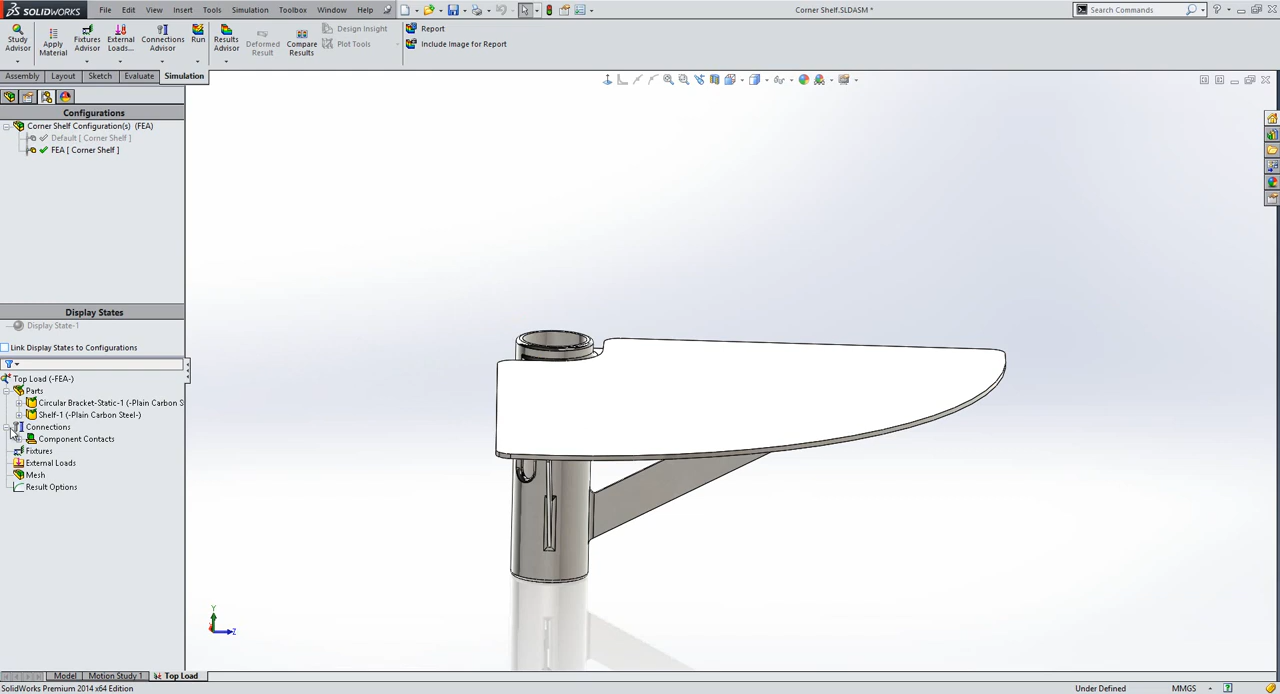 SOLIDWORKS File Edit View Insert Tools Simulation Toolbox Window Help Corner Shelf.SLDASM * Search Commands
Study Advisor Apply Material Fixtures Advisor External Loads... Connections Advisor Run Results Advisor Deformed Result Compare Results Design Insight Report
Plot Tools Include Image for Report
Assembly Layout Sketch Evaluate Simulation
Configurations
Corner Shelf Configuration(s) (FEA)
Default [ Corner Shelf ]
FEA [ Corner Shelf ]
Display States
Display State-1
Link Display States to Configurations
Top Load (-FEA-)
Parts
Circular Bracket-Static-1 (-Plain Carbon S
Shelf-1 (-Plain Carbon Steel-)
Connections
Component Contacts
Fixtures
External Loads
Mesh
Result Options
Y
Z
Model Motion Study 1 Top Load
SolidWorks Premium 2014 x64 Edition Under Defined MMGS